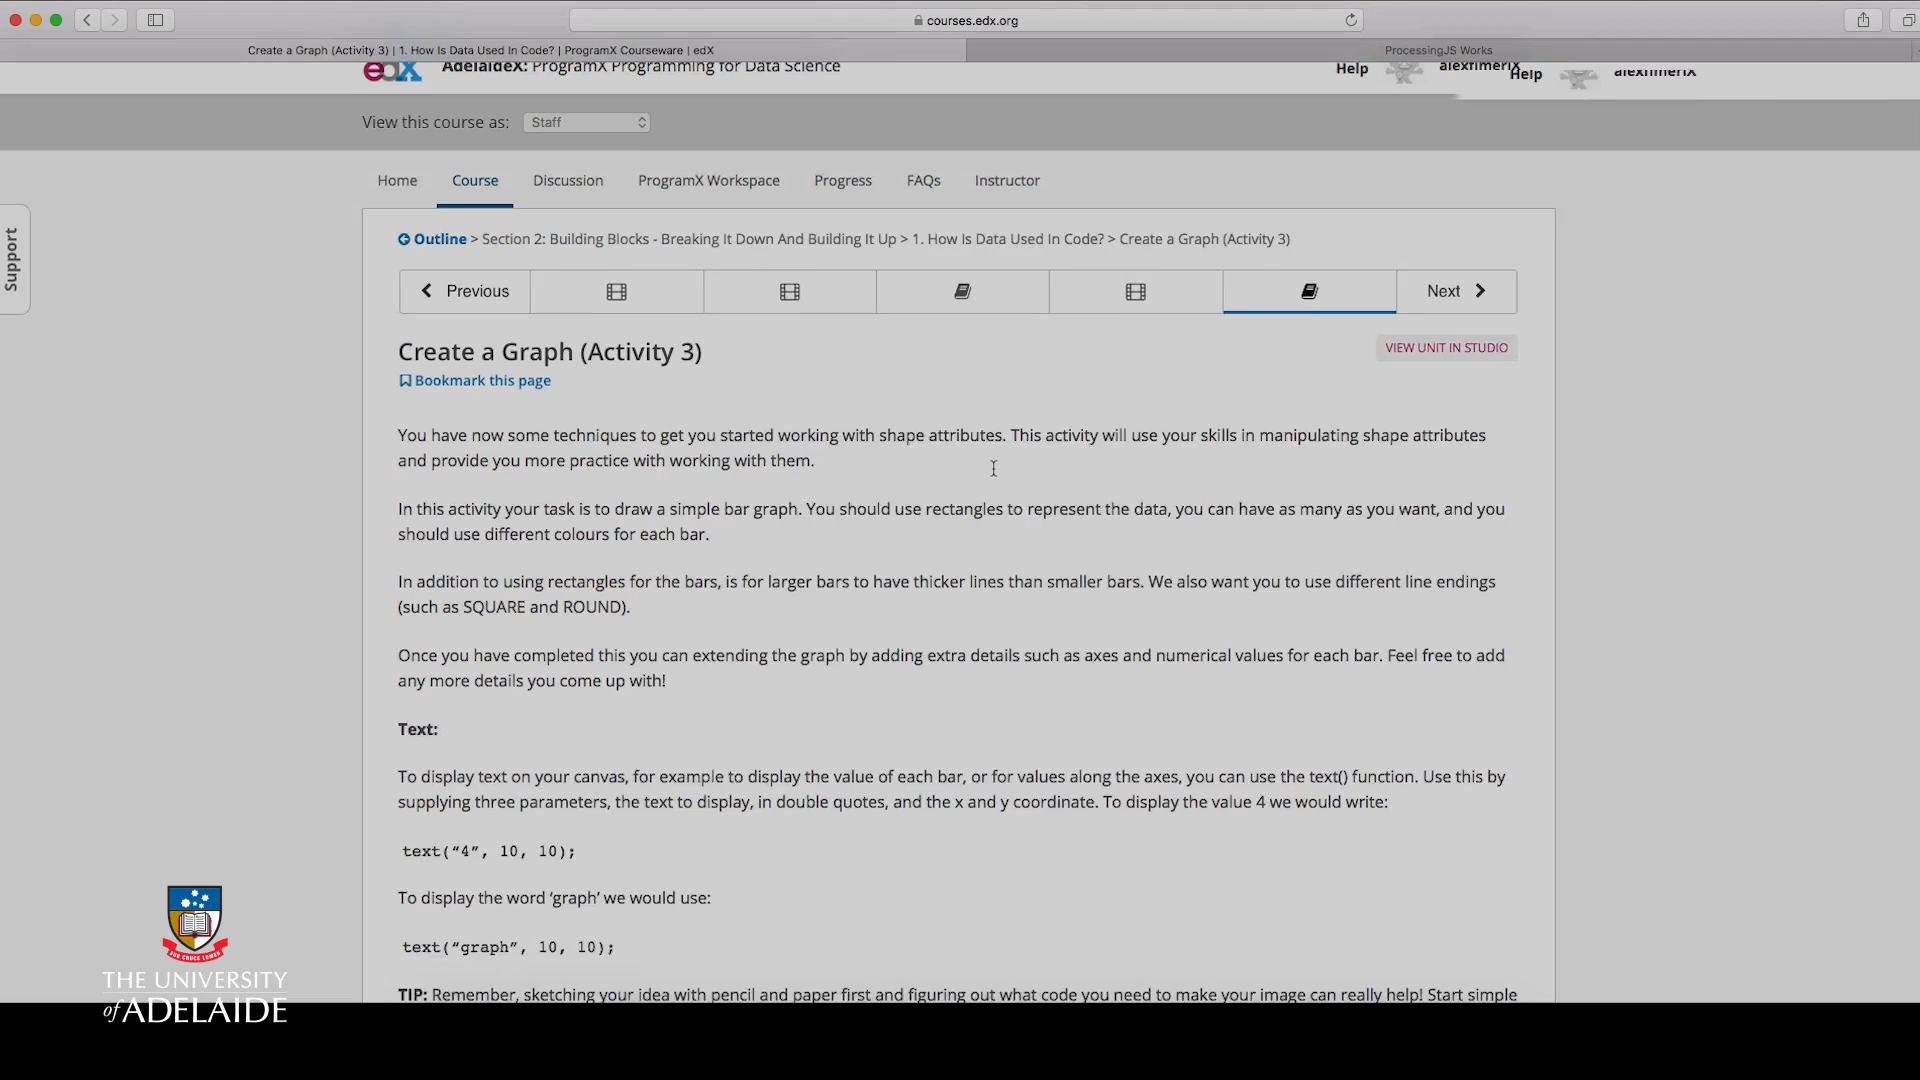 courses.edx.org
Create a Graph (Activity 3) | 1. How Is Data Used In Code? | ProgramX Courseware | edX
ProcessingJS Works
edX AdelaideX: ProgramX Programming for Data Science
Help alexfimeriX
Help alexfimeriX
View this course as: Staff
Home Course Discussion ProgramX Workspace Progress FAQs Instructor
Support
Outline > Section 2: Building Blocks - Breaking It Down And Building It Up > 1. How Is Data Used In Code? > Create a Graph (Activity 3)
Previous Next
Create a Graph (Activity 3)
VIEW UNIT IN STUDIO
Bookmark this page
You have now some techniques to get you started working with shape attributes. This activity will use your skills in manipulating shape attributes
and provide you more practice with working with them.
In this activity your task is to draw a simple bar graph. You should use rectangles to represent the data, you can have as many as you want, and you
should use different colours for each bar.
In addition to using rectangles for the bars, is for larger bars to have thicker lines than smaller bars. We also want you to use different line endings
(such as SQUARE and ROUND).
Once you have completed this you can extending the graph by adding extra details such as axes and numerical values for each bar. Feel free to add
any more details you come up with!
Text:
To display text on your canvas, for example to display the value of each bar, or for values along the axes, you can use the text() function. Use this by
supplying three parameters, the text to display, in double quotes, and the x and y coordinate. To display the value 4 we would write:
text(“4”, 10, 10);
To display the word ‘graph’ we would use:
text(“graph”, 10, 10);
TIP: Remember, sketching your idea with pencil and paper first and figuring out what code you need to make your image can really help! Start simple
SUB CRUCE LUMEN
THE UNIVERSITY
of ADELAIDE